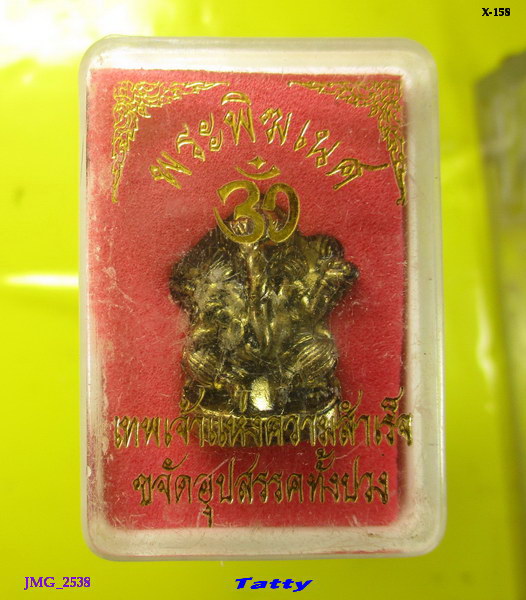 X-158
พระพิฆเนศ
เทพเจ้าแห่งความสำเร็จ
ขจัดอุปสรรคทั้งปวง
JMG_2538
Tatty